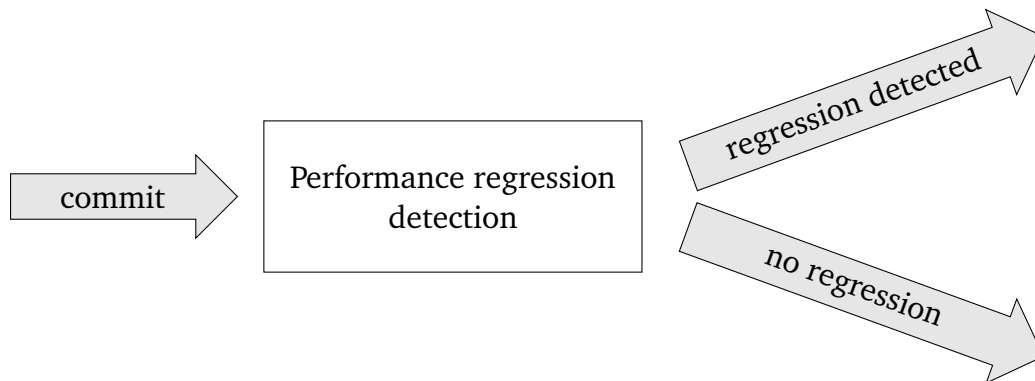 commit
Performance regression
detection
regression detected
no regression